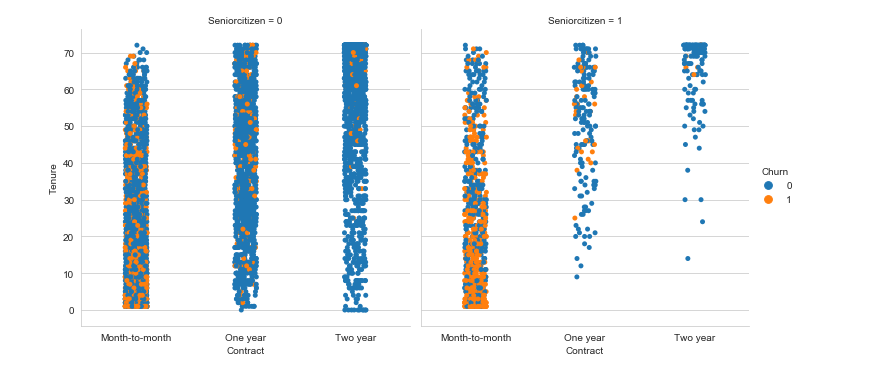 Seniorcitizen = 0
Seniorcitizen = 1
70
60
50
40
30
20
10
0
Tenure
Month-to-month
One year
Two year
Month-to-month
One year
Two year
Contract
Contract
Churn
0
1